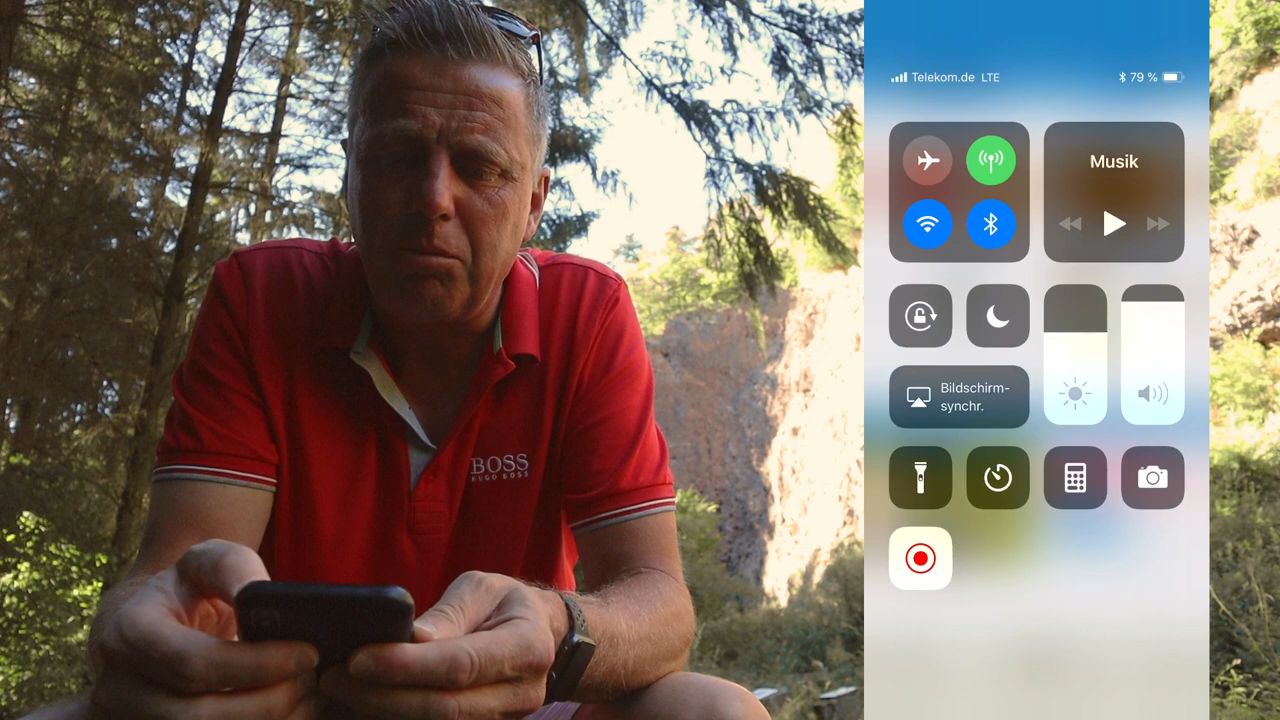 BOSS
HUGO BOSS
Telekom.de LTE
79 %
Musik
Bildschirm-
synchr.